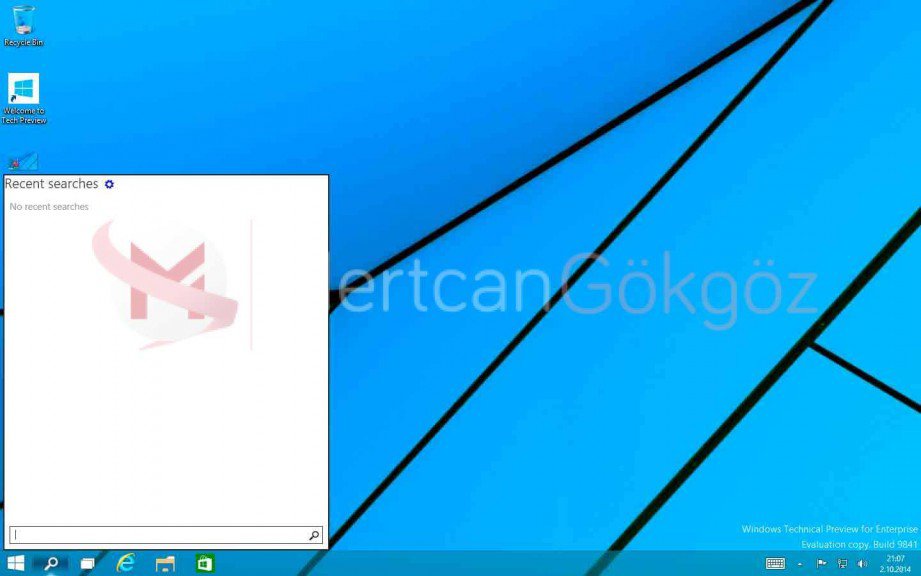 Recycle Bin
Welcome to
Tech Preview
Recent searches
No recent searches
M
ertcanGökgöz
Windows Technical Preview for Enterprise
Evaluation copy. Build 9841
21:07
2.10.2014